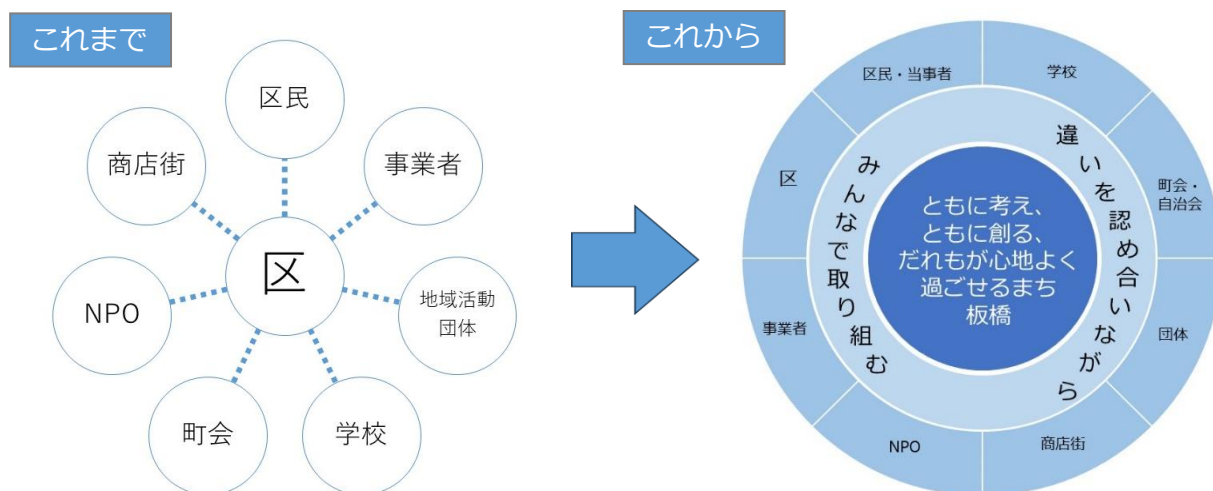 これまで
区民
商店街
事業者
区
NPO
地域活動
団体
町会
学校
これから
区民・当事者
学校
区
町会・
自治会
事業者
団体
NPO
商店街
違いを認め合いながら
みんなで取り組む
ともに考え、
ともに創る、
だれもが心地よく
過ごせるまち
板橋